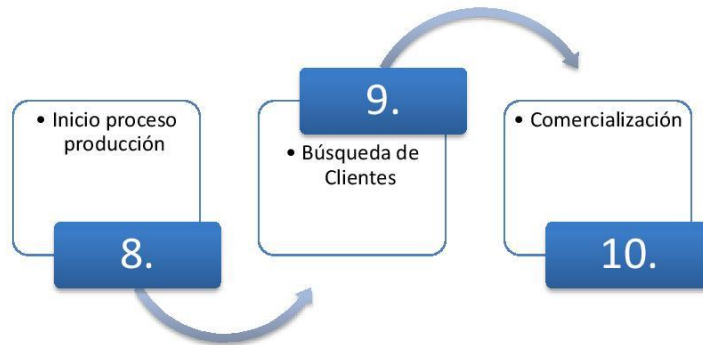 • Inicio proceso
producción
8.
9.
• Búsqueda de
Clientes
• Comercialización
10.